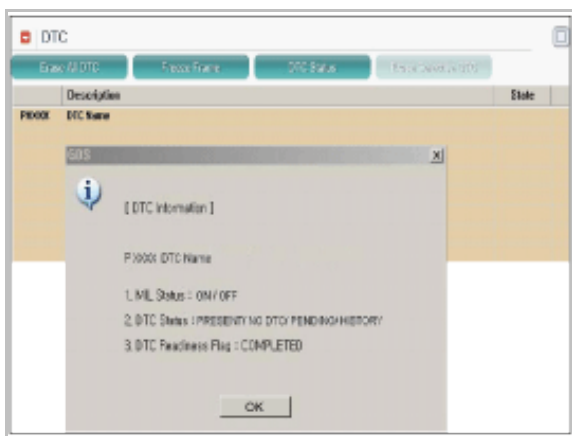 DTC
Erase All DTC Freeze Frame DTC Status
Description State
PXXXX DTC Name
GDS
[ DTC Information ]
PXXXX DTC Name
1. MIL Status : ON / OFF
2. DTC Status : PRESENT/ NO DTC/ PENDING/HISTORY
3. DTC Readiness Flag : COMPLETED
OK